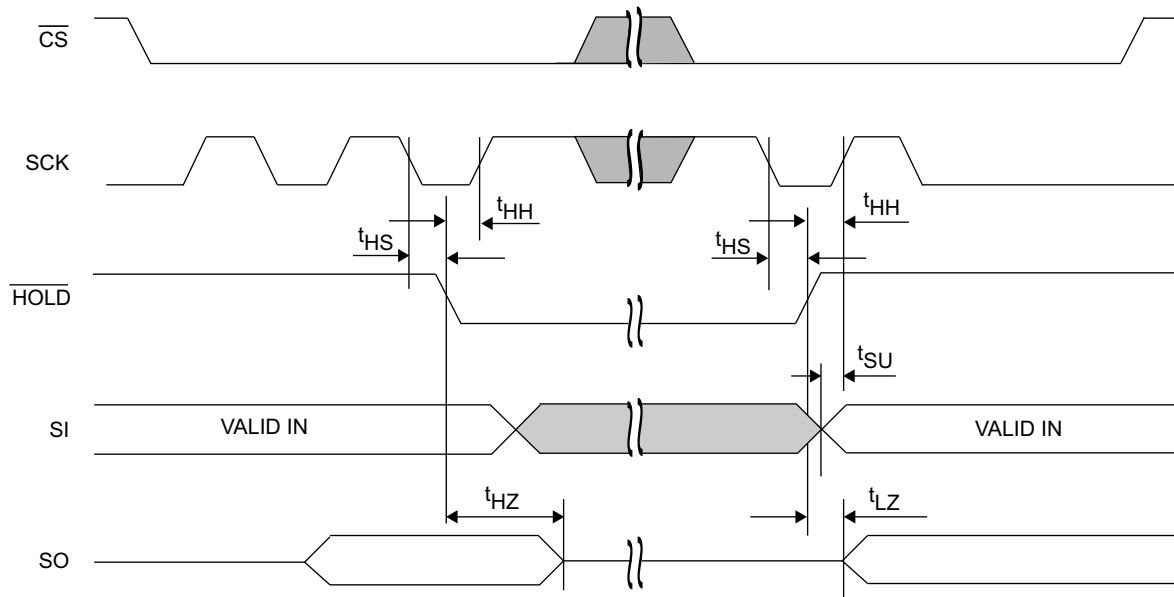 CS
SCK
tHH
tHH
tHS
tHS
HOLD
tSU
SI
VALID IN
VALID IN
tHZ
tLZ
SO